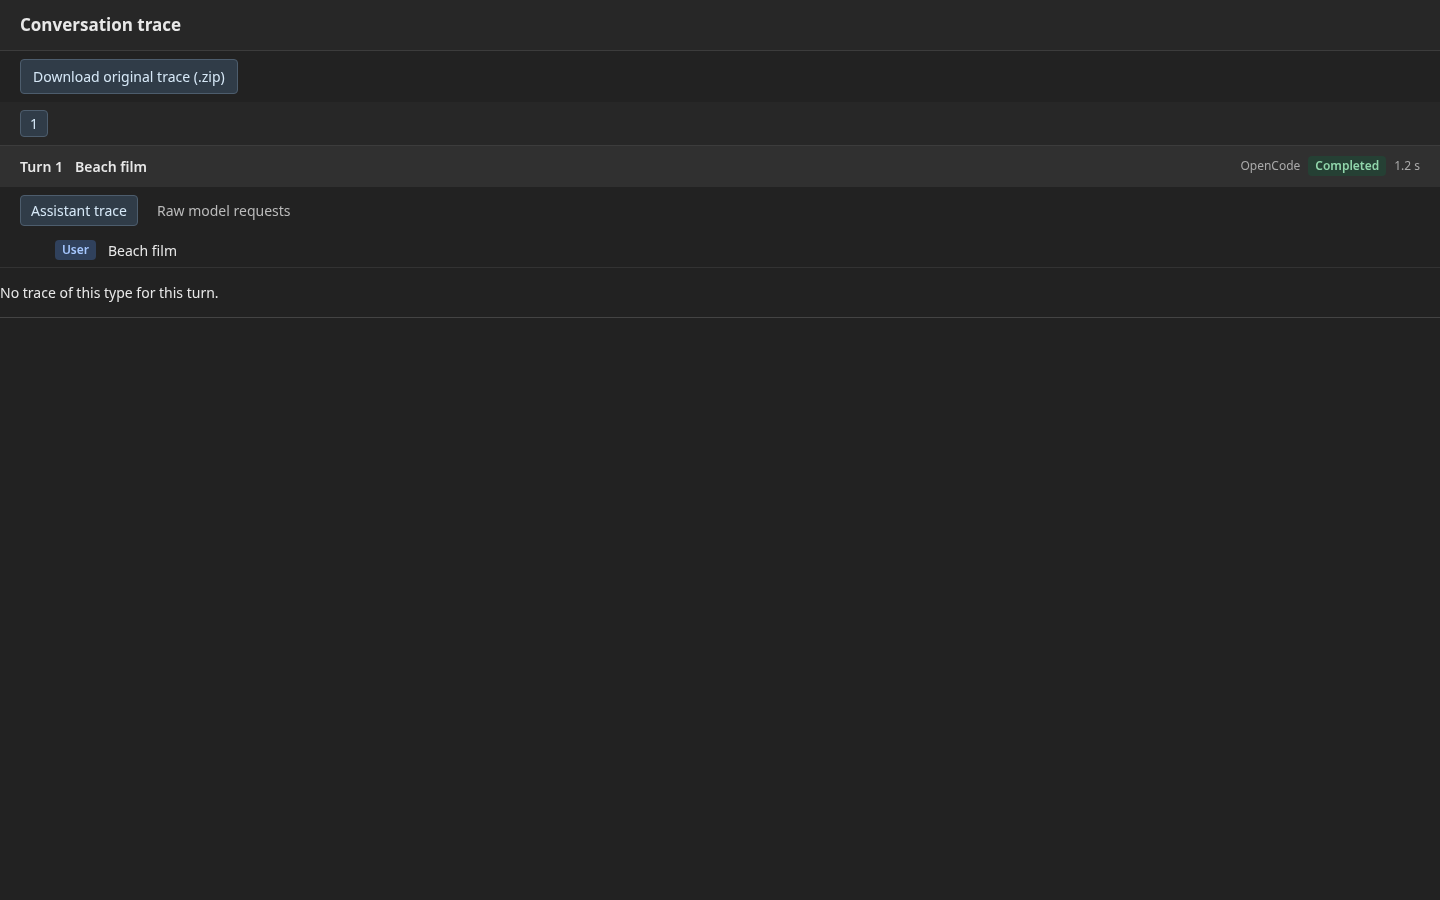 Conversation trace
Download original trace (.zip)
1
Turn 1 Beach film OpenCode Completed 1.2 s
Assistant trace Raw model requests
User Beach film
No trace of this type for this turn.